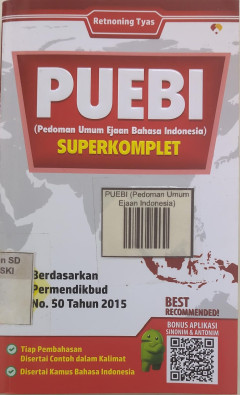 Retnoning Tyas
PUEBI
(Pedoman Umum Ejaan Bahasa Indonesia)
SUPERKOMPLET
PUEBI (Pedoman Umum
Ejaan Indonesia)
n SD
SKI
Berdasarkan
Permendikbud
No. 50 Tahun 2015
BEST
RECOMMENDED!
BONUS APLIKASI
SINONIM & ANTONIM
Tiap Pembahasan
Disertai Contoh dalam Kalimat
Disertai Kamus Bahasa Indonesia